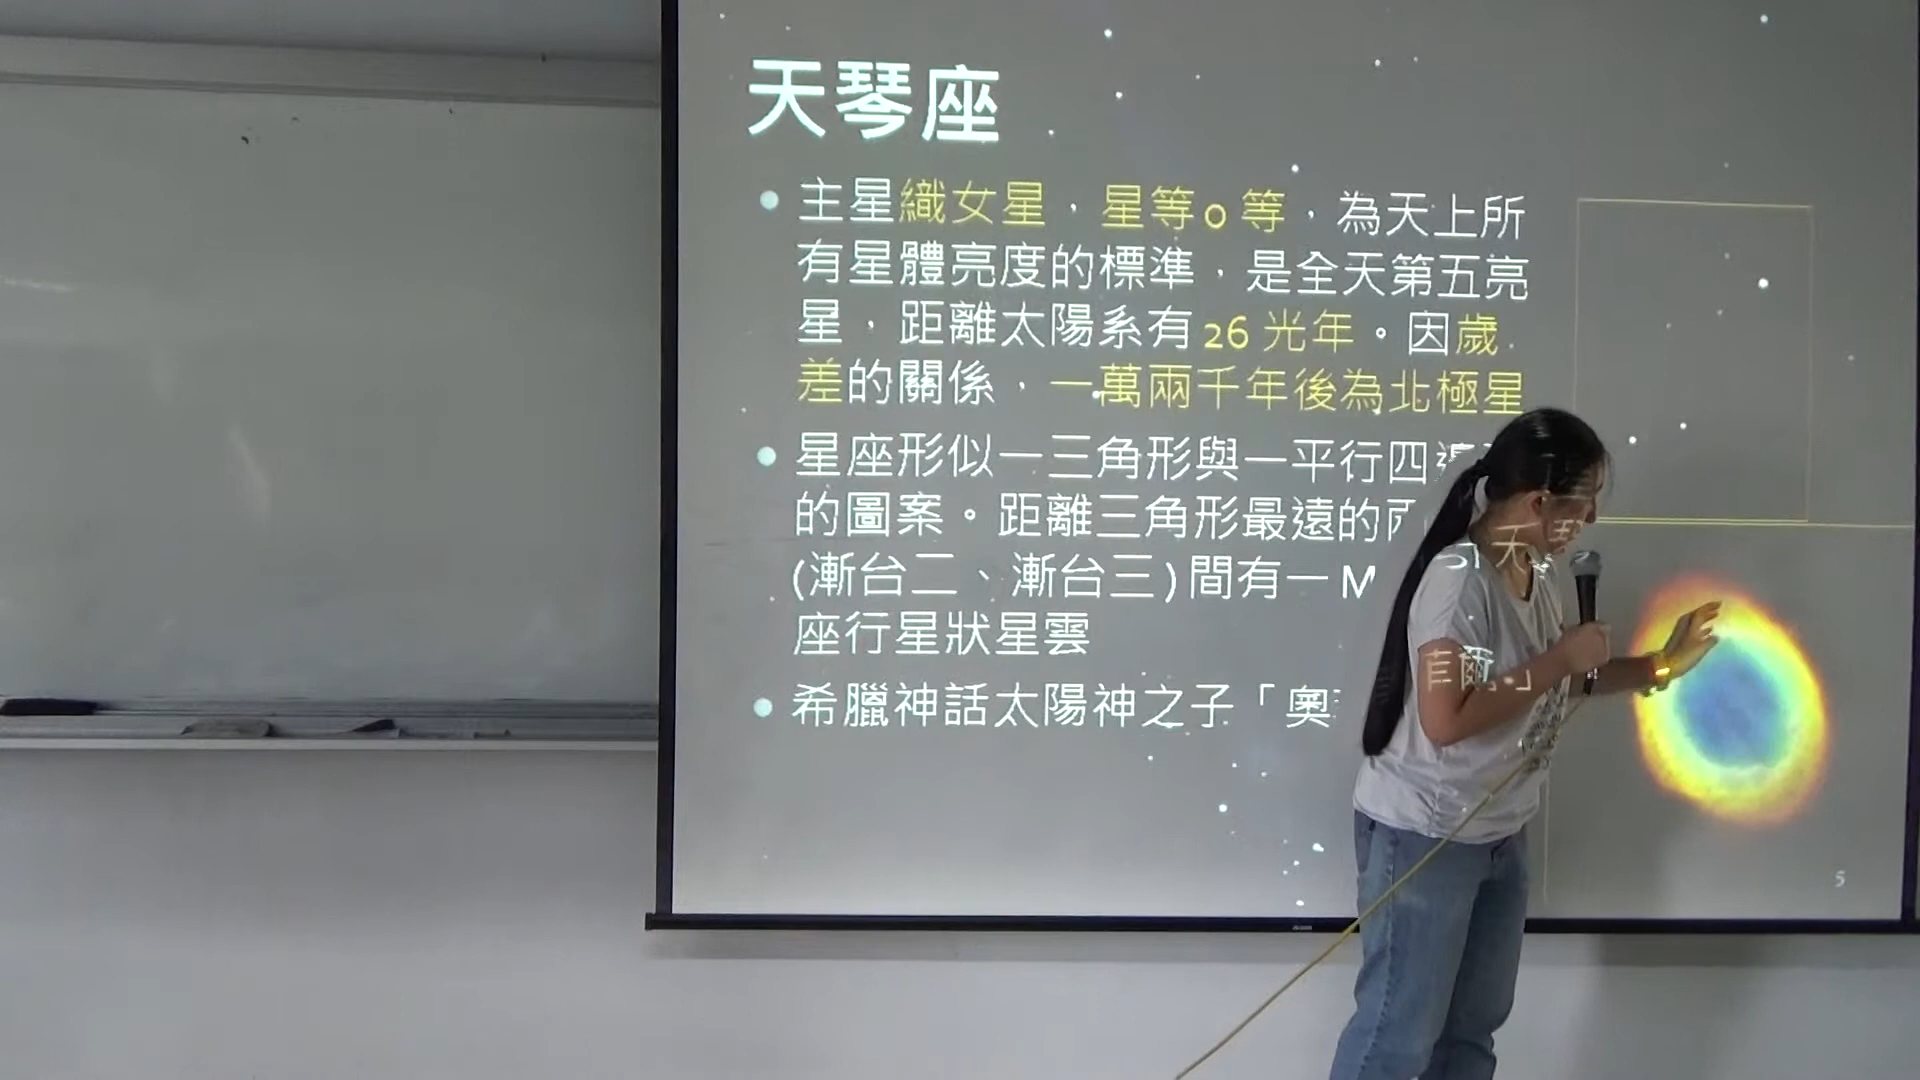 天琴座
主星織女星，星等0等，為天上所
有星體亮度的標準，是全天第五亮
星，距離太陽系有26光年。因歲
差的關係，一萬兩千年後為北極星
星座形似一三角形與一平行四邊
的圖案。距離三角形最遠的兩
(漸台二、漸台三)間有一M 天琴
座行星狀星雲
希臘神話太陽神之子「奧 爾」
5